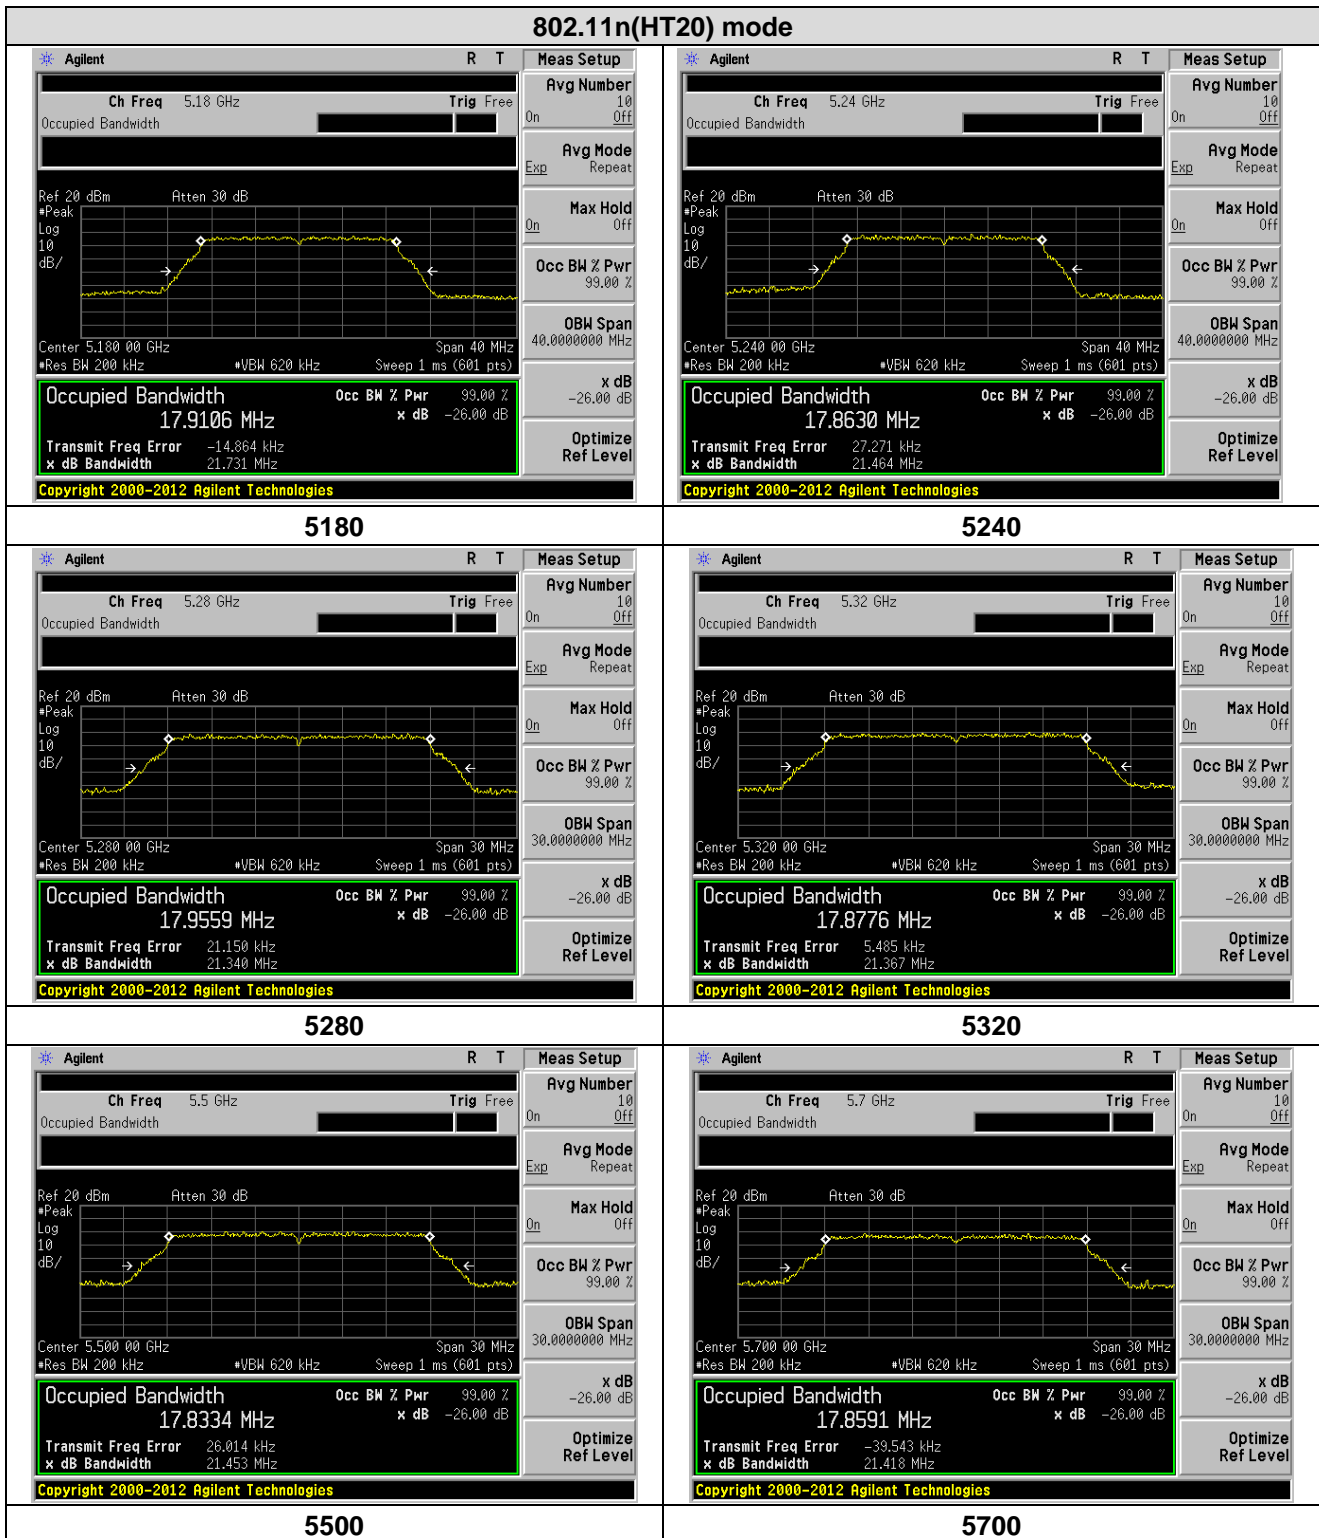 802.11n(HT20) mode
Agilent R T Meas Setup
Ch Freq 5.18 GHz Trig Free
Occupied Bandwidth
Avg Number
10
On Off
Avg Mode
Exp Repeat
Max Hold
On Off
Occ BW % Pwr
99.00 %
OBW Span
40.0000000 MHz
x dB
-26.00 dB
Optimize
Ref Level
Ref 20 dBm Atten 30 dB
#Peak
Log
10
dB/
Center 5.180 00 GHz Span 40 MHz
#Res BW 200 kHz #VBW 620 kHz Sweep 1 ms (601 pts)
Occupied Bandwidth Occ BW % Pwr 99.00 %
17.9106 MHz x dB -26.00 dB
Transmit Freq Error -14.864 kHz
x dB Bandwidth 21.731 MHz
Copyright 2000-2012 Agilent Technologies
5180
Agilent R T Meas Setup
Ch Freq 5.24 GHz Trig Free
Occupied Bandwidth
Avg Number
10
On Off
Avg Mode
Exp Repeat
Max Hold
On Off
Occ BW % Pwr
99.00 %
OBW Span
40.0000000 MHz
x dB
-26.00 dB
Optimize
Ref Level
Ref 20 dBm Atten 30 dB
#Peak
Log
10
dB/
Center 5.240 00 GHz Span 40 MHz
#Res BW 200 kHz #VBW 620 kHz Sweep 1 ms (601 pts)
Occupied Bandwidth Occ BW % Pwr 99.00 %
17.8630 MHz x dB -26.00 dB
Transmit Freq Error 27.271 kHz
x dB Bandwidth 21.464 MHz
Copyright 2000-2012 Agilent Technologies
5240
Agilent R T Meas Setup
Ch Freq 5.28 GHz Trig Free
Occupied Bandwidth
Avg Number
10
On Off
Avg Mode
Exp Repeat
Max Hold
On Off
Occ BW % Pwr
99.00 %
OBW Span
30.0000000 MHz
x dB
-26.00 dB
Optimize
Ref Level
Ref 20 dBm Atten 30 dB
#Peak
Log
10
dB/
Center 5.280 00 GHz Span 30 MHz
#Res BW 200 kHz #VBW 620 kHz Sweep 1 ms (601 pts)
Occupied Bandwidth Occ BW % Pwr 99.00 %
17.9559 MHz x dB -26.00 dB
Transmit Freq Error 21.150 kHz
x dB Bandwidth 21.340 MHz
Copyright 2000-2012 Agilent Technologies
5280
Agilent R T Meas Setup
Ch Freq 5.32 GHz Trig Free
Occupied Bandwidth
Avg Number
10
On Off
Avg Mode
Exp Repeat
Max Hold
On Off
Occ BW % Pwr
99.00 %
OBW Span
30.0000000 MHz
x dB
-26.00 dB
Optimize
Ref Level
Ref 20 dBm Atten 30 dB
#Peak
Log
10
dB/
Center 5.320 00 GHz Span 30 MHz
#Res BW 200 kHz #VBW 620 kHz Sweep 1 ms (601 pts)
Occupied Bandwidth Occ BW % Pwr 99.00 %
17.8776 MHz x dB -26.00 dB
Transmit Freq Error 5.485 kHz
x dB Bandwidth 21.367 MHz
Copyright 2000-2012 Agilent Technologies
5320
Agilent R T Meas Setup
Ch Freq 5.5 GHz Trig Free
Occupied Bandwidth
Avg Number
10
On Off
Avg Mode
Exp Repeat
Max Hold
On Off
Occ BW % Pwr
99.00 %
OBW Span
30.0000000 MHz
x dB
-26.00 dB
Optimize
Ref Level
Ref 20 dBm Atten 30 dB
#Peak
Log
10
dB/
Center 5.500 00 GHz Span 30 MHz
#Res BW 200 kHz #VBW 620 kHz Sweep 1 ms (601 pts)
Occupied Bandwidth Occ BW % Pwr 99.00 %
17.8334 MHz x dB -26.00 dB
Transmit Freq Error 26.014 kHz
x dB Bandwidth 21.453 MHz
Copyright 2000-2012 Agilent Technologies
5500
Agilent R T Meas Setup
Ch Freq 5.7 GHz Trig Free
Occupied Bandwidth
Avg Number
10
On Off
Avg Mode
Exp Repeat
Max Hold
On Off
Occ BW % Pwr
99.00 %
OBW Span
30.0000000 MHz
x dB
-26.00 dB
Optimize
Ref Level
Ref 20 dBm Atten 30 dB
#Peak
Log
10
dB/
Center 5.700 00 GHz Span 30 MHz
#Res BW 200 kHz #VBW 620 kHz Sweep 1 ms (601 pts)
Occupied Bandwidth Occ BW % Pwr 99.00 %
17.8591 MHz x dB -26.00 dB
Transmit Freq Error -39.543 kHz
x dB Bandwidth 21.418 MHz
Copyright 2000-2012 Agilent Technologies
5700